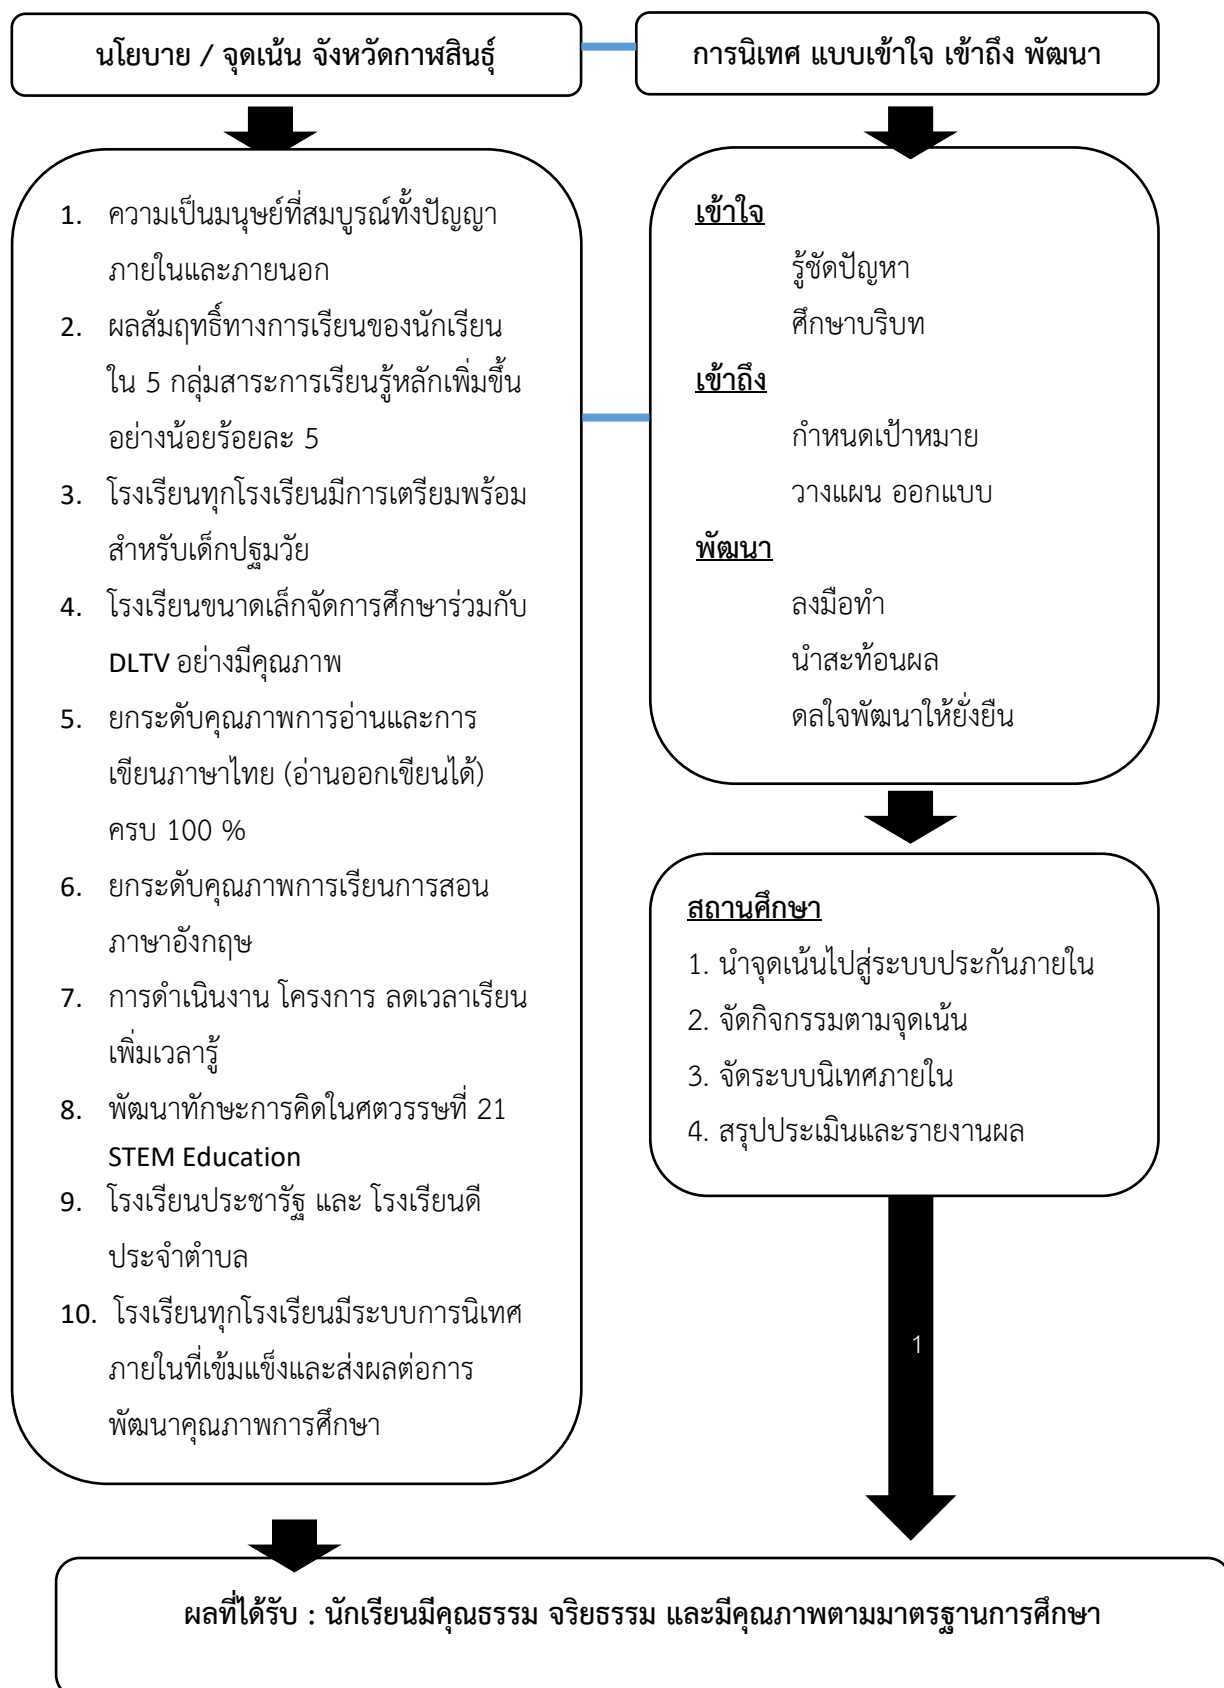 นโยบาย / จุดเน้น จังหวัดกาฬสินธุ์
การนิเทศ แบบเข้าใจ เข้าถึง พัฒนา
1. ความเป็นมนุษย์ที่สมบูรณ์ทั้งปัญญา
ภายในและภายนอก
2. ผลสัมฤทธิ์ทางการเรียนของนักเรียน
ใน 5 กลุ่มสาระการเรียนรู้หลักเพิ่มขึ้น
อย่างน้อยร้อยละ 5
3. โรงเรียนทุกโรงเรียนมีการเตรียมพร้อม
สำหรับเด็กปฐมวัย
4. โรงเรียนขนาดเล็กจัดการศึกษาร่วมกับ
DLTV อย่างมีคุณภาพ
5. ยกระดับคุณภาพการอ่านและการ
เขียนภาษาไทย (อ่านออกเขียนได้)
ครบ 100 %
6. ยกระดับคุณภาพการเรียนการสอน
ภาษาอังกฤษ
7. การดำเนินงาน โครงการ ลดเวลาเรียน
เพิ่มเวลารู้
8. พัฒนาทักษะการคิดในศตวรรษที่ 21
STEM Education
9. โรงเรียนประชารัฐ และ โรงเรียนดี
ประจำตำบล
10. โรงเรียนทุกโรงเรียนมีระบบการนิเทศ
ภายในที่เข้มแข็งและส่งผลต่อการ
พัฒนาคุณภาพการศึกษา
เข้าใจ
รู้ชัดปัญหา
ศึกษาบริบท
เข้าถึง
กำหนดเป้าหมาย
วางแผน ออกแบบ
พัฒนา
ลงมือทำ
นำสะท้อนผล
ดลใจพัฒนาให้ยั่งยืน
สถานศึกษา
1. นำจุดเน้นไปสู่ระบบประกันภายใน
2. จัดกิจกรรมตามจุดเน้น
3. จัดระบบนิเทศภายใน
4. สรุปประเมินและรายงานผล
1
ผลที่ได้รับ : นักเรียนมีคุณธรรม จริยธรรม และมีคุณภาพตามมาตรฐานการศึกษา